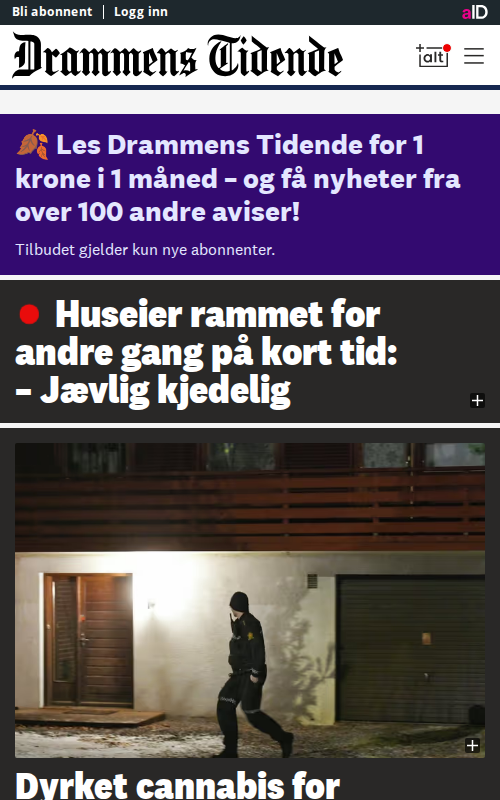 Bli abonnent | Logg inn
aID
Drammens Tidende
+alt
🍂 Les Drammens Tidende for 1
krone i 1 måned – og få nyheter fra
over 100 andre aviser!
Tilbudet gjelder kun nye abonnenter.
Huseier rammet for
andre gang på kort tid:
– Jævlig kjedelig
Dyrket cannabis for